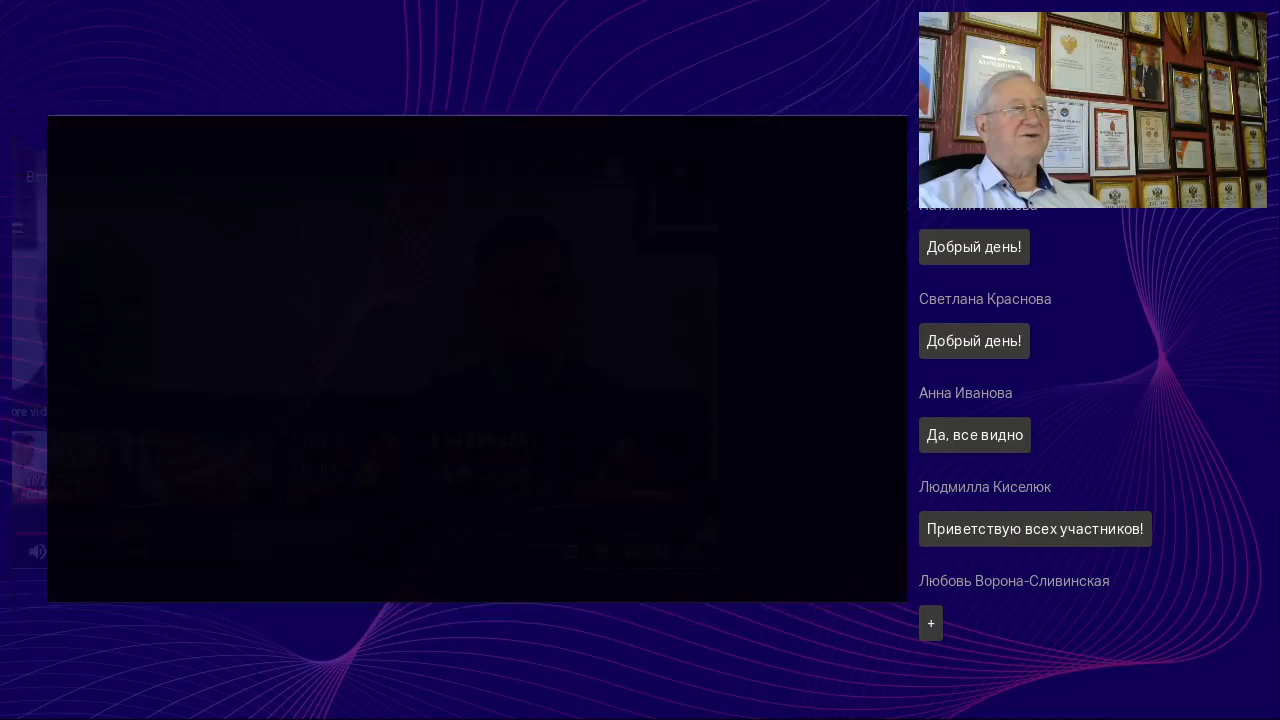 Добрый день!
Светлана Краснова
Добрый день!
Анна Иванова
Да, все видно
Людмилла Киселюк
Приветствую всех участников!
Любовь Ворона-Сливинская
+